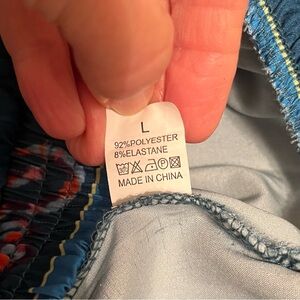 L
92%POLYESTER
8%ELASTANE
MADE IN CHINA